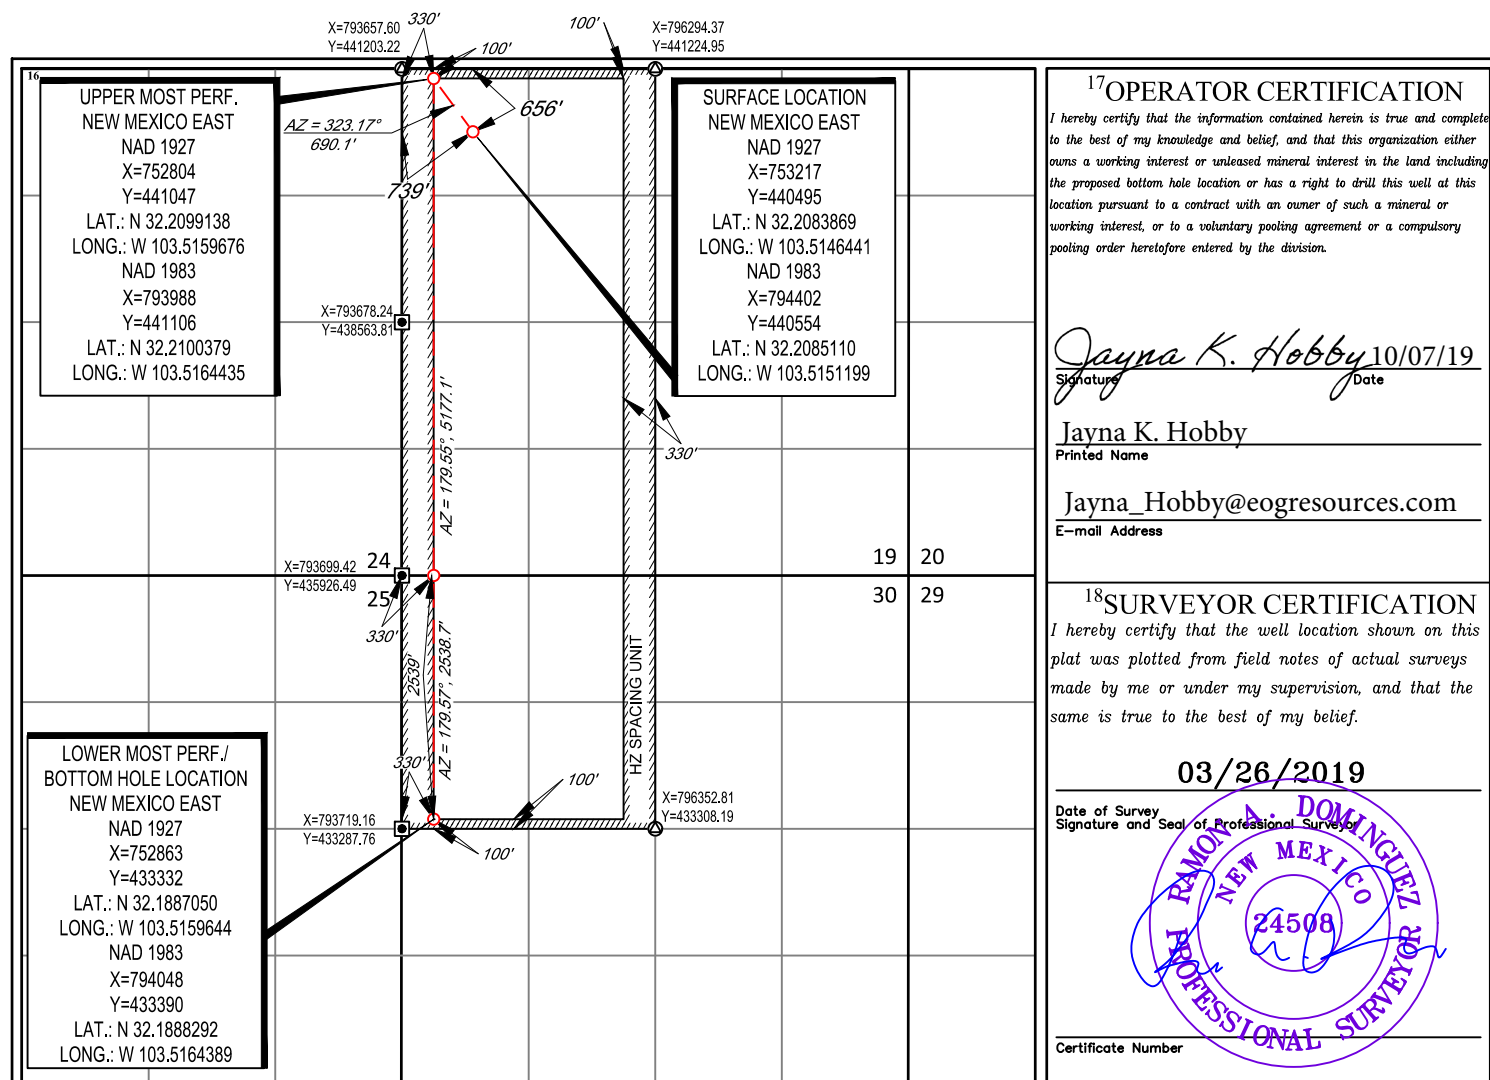 X=793657.60
Y=441203.22
330'
100'
100'
X=796294.37
Y=441224.95
16
UPPER MOST PERF.
NEW MEXICO EAST
NAD 1927
X=752804
Y=441047
LAT.: N 32.2099138
LONG.: W 103.5159676
NAD 1983
X=793988
Y=441106
LAT.: N 32.2100379
LONG.: W 103.5164435
AZ = 323.17°
690.1'
656'
739'
SURFACE LOCATION
NEW MEXICO EAST
NAD 1927
X=753217
Y=440495
LAT.: N 32.2083869
LONG.: W 103.5146441
NAD 1983
X=794402
Y=440554
LAT.: N 32.2085110
LONG.: W 103.5151199
X=793678.24
Y=438563.81
AZ = 179.55°, 5177.1'
330'
X=793699.42
Y=435926.49
24
25
19
20
30
29
330'
2539'
AZ = 179.57°, 2538.7'
HZ SPACING UNIT
330'
100'
100'
X=793719.16
Y=433287.76
X=796352.81
Y=433308.19
LOWER MOST PERF./
BOTTOM HOLE LOCATION
NEW MEXICO EAST
NAD 1927
X=752863
Y=433332
LAT.: N 32.1887050
LONG.: W 103.5159644
NAD 1983
X=794048
Y=433390
LAT.: N 32.1888292
LONG.: W 103.5164389
17 OPERATOR CERTIFICATION
I hereby certify that the information contained herein is true and complete
to the best of my knowledge and belief, and that this organization either
owns a working interest or unleased mineral interest in the land including
the proposed bottom hole location or has a right to drill this well at this
location pursuant to a contract with an owner of such a mineral or
working interest, or to a voluntary pooling agreement or a compulsory
pooling order heretofore entered by the division.
Jayna K. Hobby 10/07/19
Signature Date
Jayna K. Hobby
Printed Name
Jayna_Hobby@eogresources.com
E-mail Address
18 SURVEYOR CERTIFICATION
I hereby certify that the well location shown on this
plat was plotted from field notes of actual surveys
made by me or under my supervision, and that the
same is true to the best of my belief.
03/26/2019
Date of Survey
Signature and Seal of Professional Surveyor
RAMON A. DOMINGUEZ
NEW MEXICO
24508
PROFESSIONAL SURVEYOR
Certificate Number